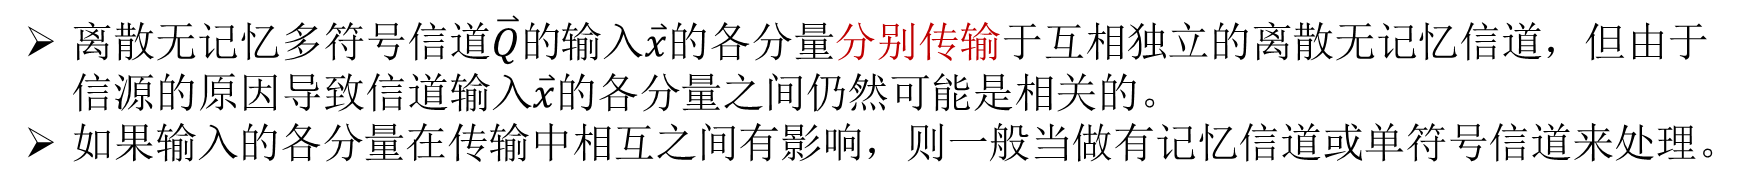 ➢ 离散无记忆多符号信道$\vec{Q}$的输入$\vec{x}$的各分量分别传输于互相独立的离散无记忆信道，但由于
信源的原因导致信道输入$\vec{x}$的各分量之间仍然可能是相关的。
➢ 如果输入的各分量在传输中相互之间有影响，则一般当做有记忆信道或单符号信道来处理。